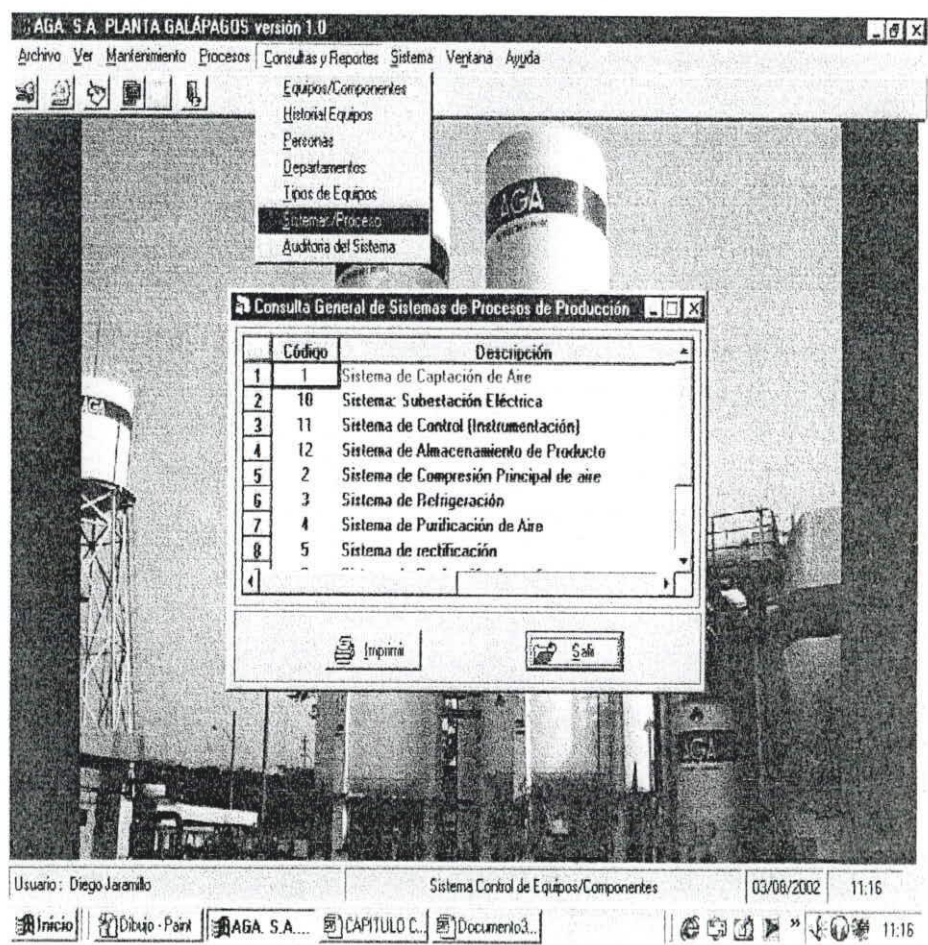 AGA. S.A. PLANTA GALÁPAGOS versión 1.0
Archivo Ver Mantenimiento Procesos Consultas y Reportes Sistema Ventana Ayuda
Equipos/Componentes
Historial Equipos
Personas
Departamentos
Tipos de Equipos
Sistemas/Proceso
Auditoria del Sistema
AGA
Consulta General de Sistemas de Procesos de Producción
Código Descripción
1 1 Sistema de Captación de Aire
2 10 Sistema: Subestación Eléctrica
3 11 Sistema de Control (Instrumentación)
4 12 Sistema de Almacenamiento de Producto
5 2 Sistema de Compresión Principal de aire
6 3 Sistema de Refrigeración
7 4 Sistema de Purificación de Aire
8 5 Sistema de rectificación
Imprimir Salir
AGA
Usuario : Diego Jaramillo Sistema Control de Equipos/Componentes 03/08/2002 11:16
Inicio Dibujo - Paint AGA. S.A.... CAPITULO C... Documento3... 11:16